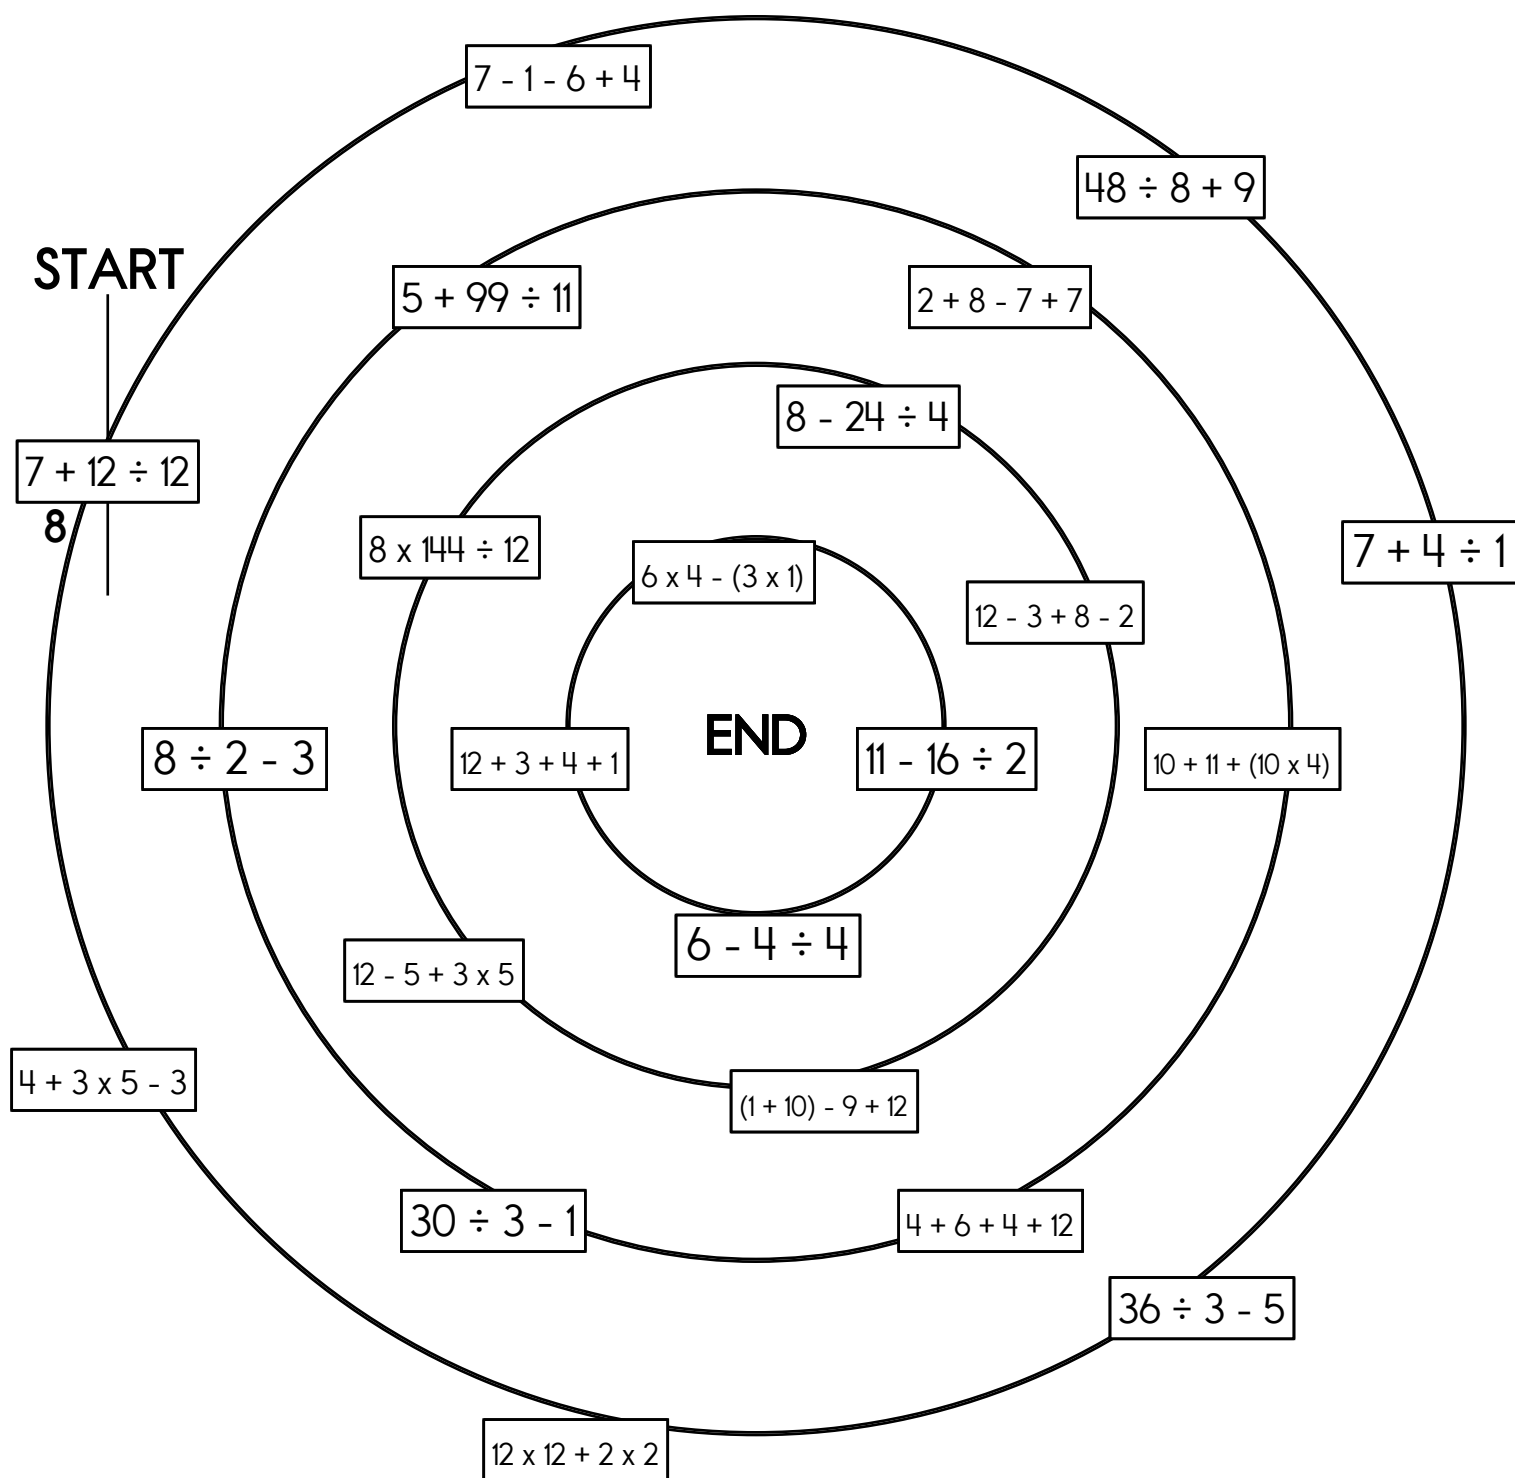 7 - 1 - 6 + 4
48 ÷ 8 + 9
START
5 + 99 ÷ 11
2 + 8 - 7 + 7
8 - 24 ÷ 4
7 + 12 ÷ 12
8
8 x 144 ÷ 12
7 + 4 ÷ 1
6 x 4 - (3 x 1)
12 - 3 + 8 - 2
8 ÷ 2 - 3
12 + 3 + 4 + 1
END
11 - 16 ÷ 2
10 + 11 + (10 x 4)
6 - 4 ÷ 4
12 - 5 + 3 x 5
4 + 3 x 5 - 3
(1 + 10) - 9 + 12
30 ÷ 3 - 1
4 + 6 + 4 + 12
36 ÷ 3 - 5
12 x 12 + 2 x 2